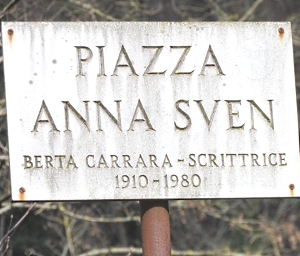 PIAZZA
ANNA SVEN
BERTA CARRARA - SCRITTRICE
1910 - 1980